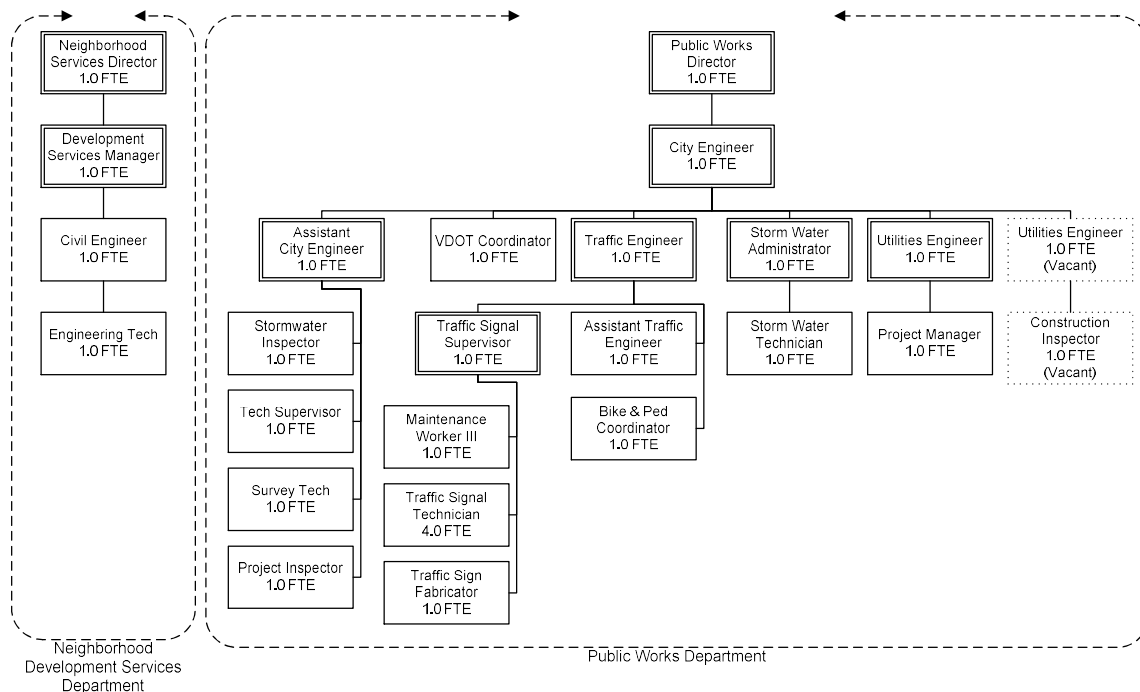 Neighborhood
Services Director
1.0 FTE
Development
Services Manager
1.0 FTE
Civil Engineer
1.0 FTE
Engineering Tech
1.0 FTE
Neighborhood
Development Services
Department
Public Works
Director
1.0 FTE
City Engineer
1.0 FTE
Assistant
City Engineer
1.0 FTE
VDOT Coordinator
1.0 FTE
Traffic Engineer
1.0 FTE
Storm Water
Administrator
1.0 FTE
Utilities Engineer
1.0 FTE
Utilities Engineer
1.0 FTE
(Vacant)
Stormwater
Inspector
1.0 FTE
Traffic Signal
Supervisor
1.0 FTE
Assistant Traffic
Engineer
1.0 FTE
Storm Water
Technician
1.0 FTE
Project Manager
1.0 FTE
Construction
Inspector
1.0 FTE
(Vacant)
Tech Supervisor
1.0 FTE
Maintenance
Worker III
1.0 FTE
Bike & Ped
Coordinator
1.0 FTE
Survey Tech
1.0 FTE
Traffic Signal
Technician
4.0 FTE
Project Inspector
1.0 FTE
Traffic Sign
Fabricator
1.0 FTE
Public Works Department